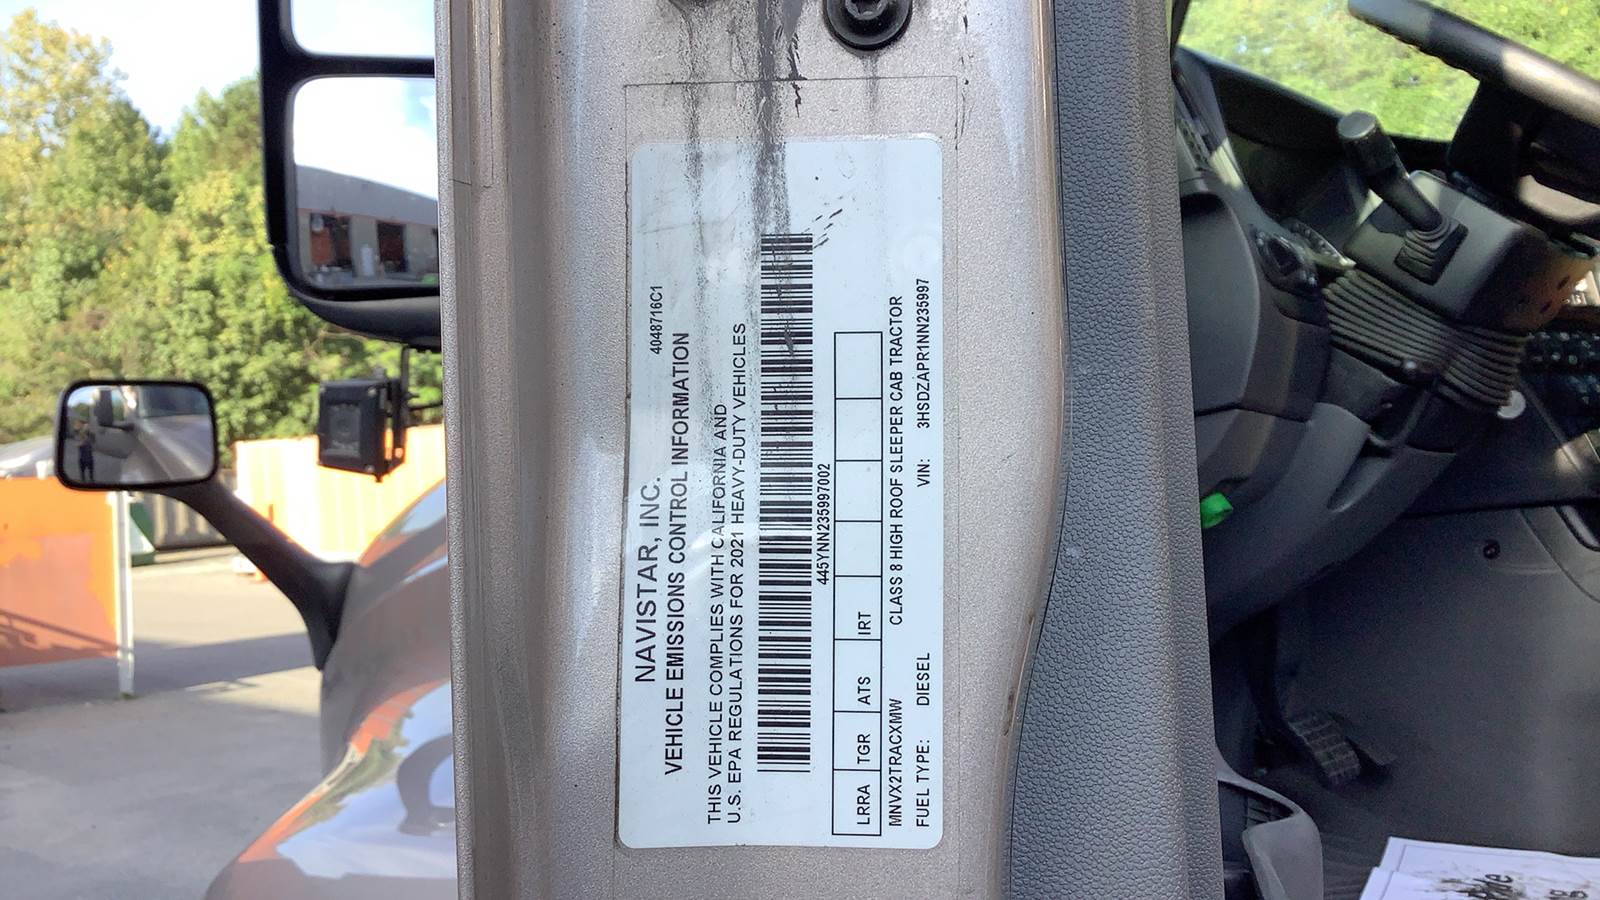 4048716C1
NAVISTAR, INC.
VEHICLE EMISSIONS CONTROL INFORMATION
THIS VEHICLE COMPLIES WITH CALIFORNIA AND
U.S. EPA REGULATIONS FOR 2021 HEAVY-DUTY VEHICLES
445YNN235997002
LRRA TGR ATS IRT
MNVX2TRACXMW CLASS 8 HIGH ROOF SLEEPER CAB TRACTOR
FUEL TYPE: DIESEL VIN: 3HSDZAPR1NN235997